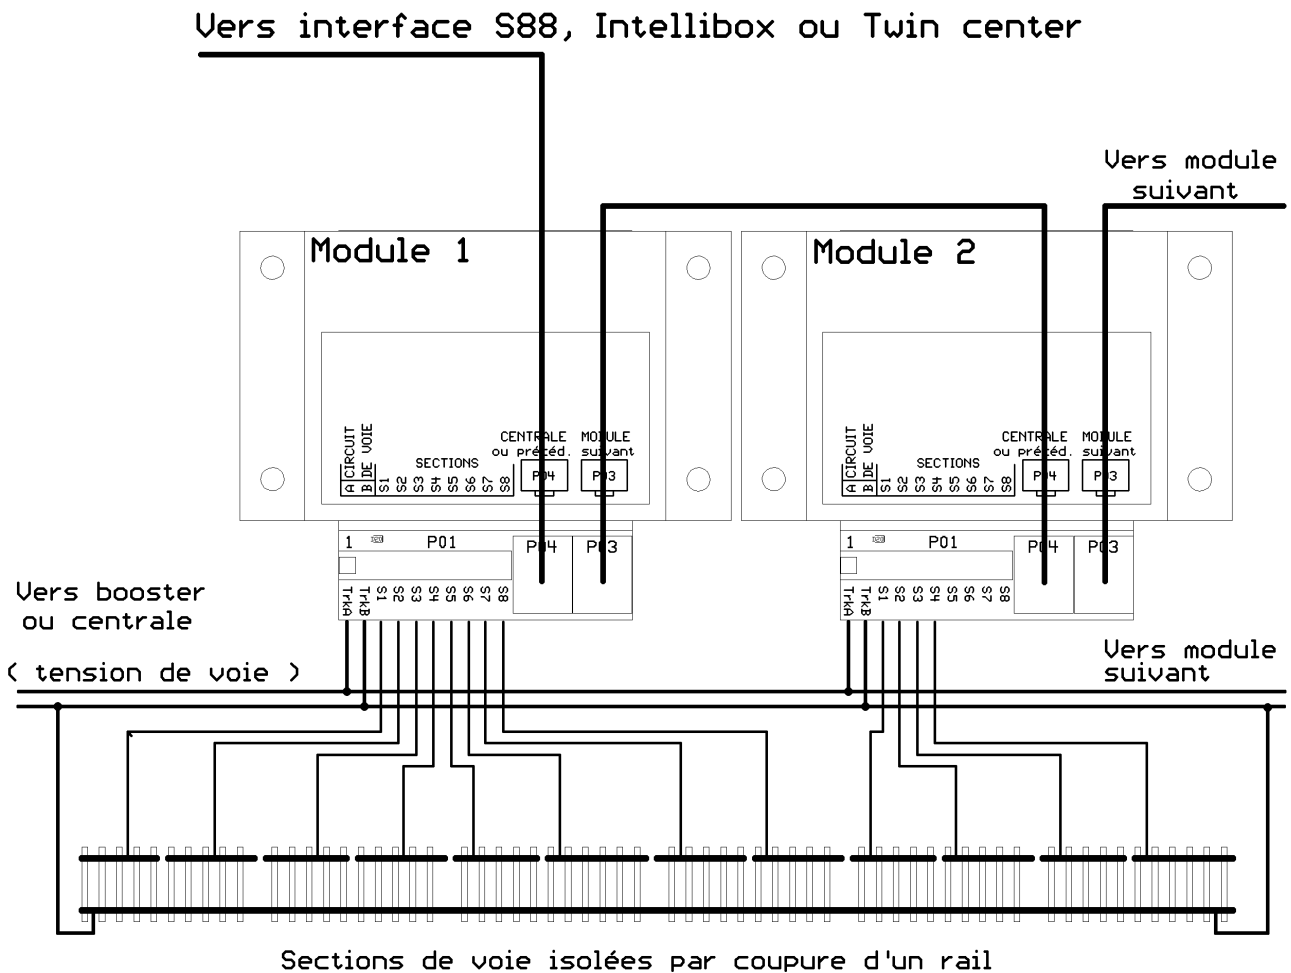 Vers interface S88, Intellibox ou Twin center
Vers module
suivant
Module 1
Module 2
A CIRCUIT
B DE VOIE
SECTIONS
S1 S2 S3 S4 S5 S6 S7 S8
CENTRALE
ou précéd.
MODULE
suivant
P04
P03
A CIRCUIT
B DE VOIE
SECTIONS
S1 S2 S3 S4 S5 S6 S7 S8
CENTRALE
ou précéd.
MODULE
suivant
P04
P03
1 P01 P04 P03
TrkA TrkB S1 S2 S3 S4 S5 S6 S7 S8
1 P01 P04 P03
TrkA TrkB S1 S2 S3 S4 S5 S6 S7 S8
Vers booster
ou centrale
( tension de voie )
Vers module
suivant
Sections de voie isolées par coupure d'un rail